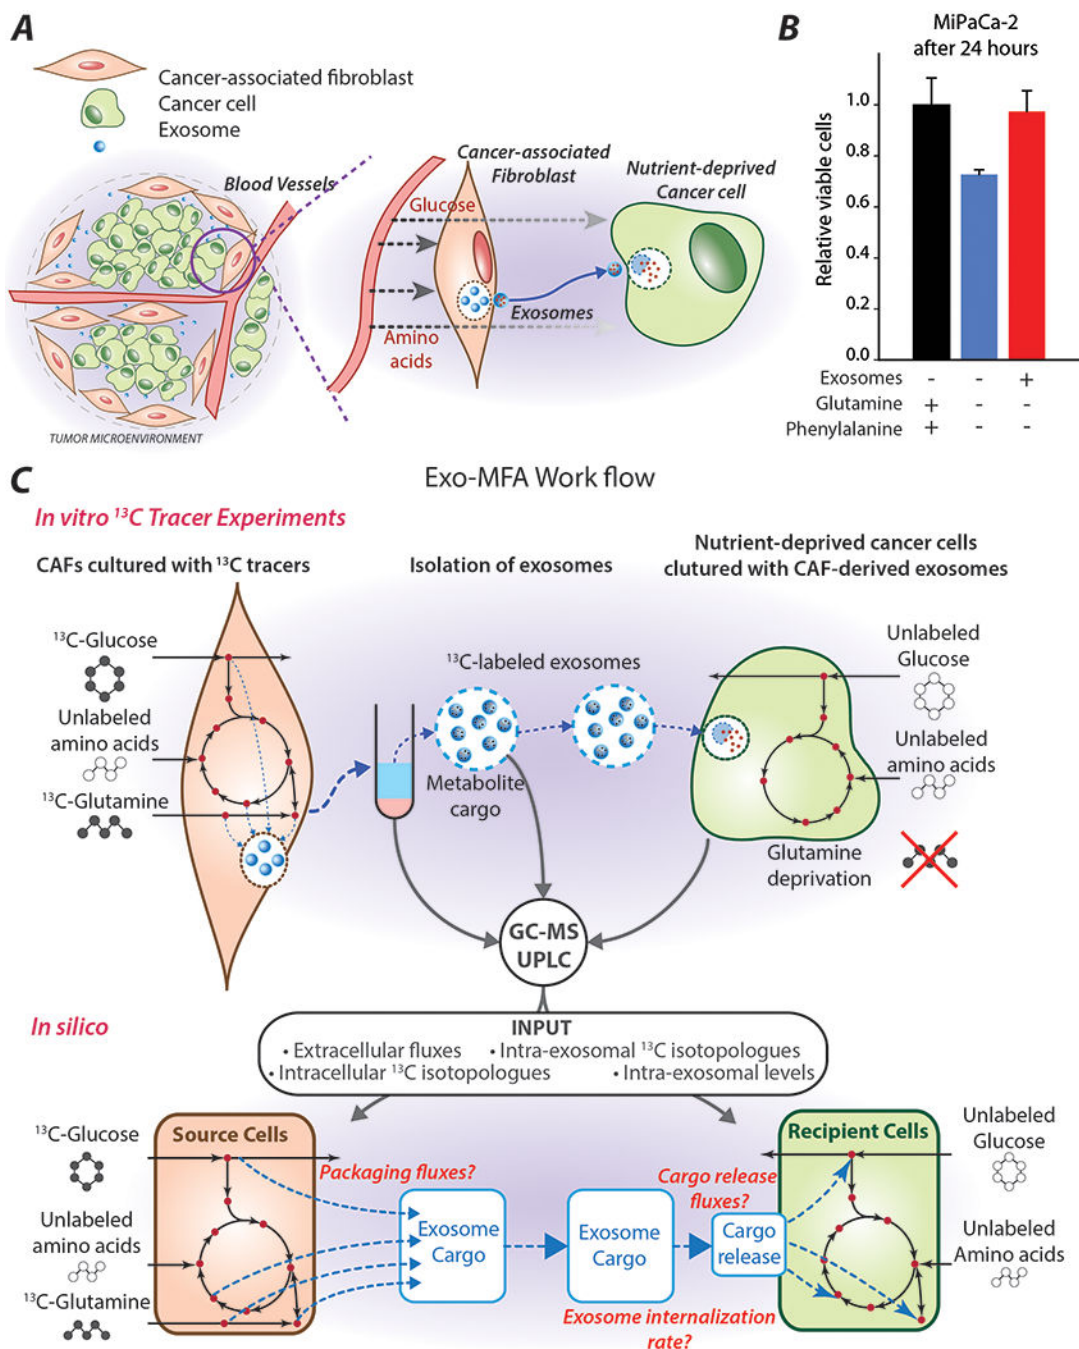 A
Cancer-associated fibroblast
Cancer cell
Exosome
Blood Vessels
TUMOR MICROENVIRONMENT
Cancer-associated
Fibroblast
Nutrient-deprived
Cancer cell
Glucose
Exosomes
Amino
acids
B
MiPaCa-2
after 24 hours
Relative viable cells
1.0
0.8
0.6
0.4
0.2
0.0
Exosomes - - +
Glutamine + - -
Phenylalanine + - -
C
Exo-MFA Work flow
In vitro ¹³C Tracer Experiments
CAFs cultured with ¹³C tracers
Isolation of exosomes
Nutrient-deprived cancer cells
clutured with CAF-derived exosomes
¹³C-Glucose
Unlabeled
amino acids
¹³C-Glutamine
¹³C-labeled exosomes
Metabolite
cargo
Unlabeled
Glucose
Unlabeled
amino acids
Glutamine
deprivation
GC-MS
UPLC
In silico
INPUT
• Extracellular fluxes • Intra-exosomal ¹³C isotopologues
• Intracellular ¹³C isotopologues • Intra-exosomal levels
¹³C-Glucose
Unlabeled
amino acids
¹³C-Glutamine
Source Cells
Packaging fluxes?
Exosome
Cargo
Exosome
Cargo
Cargo release
fluxes?
Cargo
release
Exosome internalization
rate?
Recipient Cells
Unlabeled
Glucose
Unlabeled
Amino acids